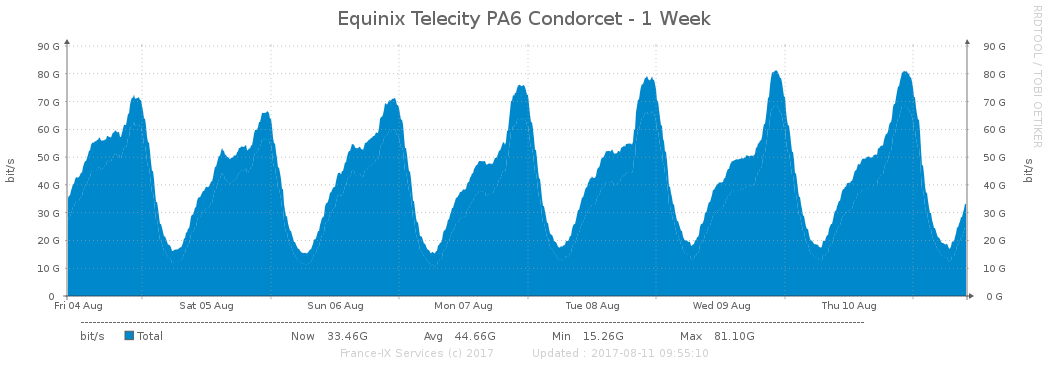 Equinix Telecity PA6 Condorcet - 1 Week
RRDTOOL / TOBI OETIKER
90 G 90 G
80 G 80 G
70 G 70 G
60 G 60 G
50 G 50 G
40 G 40 G
30 G 30 G
20 G 20 G
10 G 10 G
0 0 G
bit/s bit/s
Fri 04 Aug Sat 05 Aug Sun 06 Aug Mon 07 Aug Tue 08 Aug Wed 09 Aug Thu 10 Aug
bit/s Total Now 33.46G Avg 44.66G Min 15.26G Max 81.10G
France-IX Services (c) 2017 Updated : 2017-08-11 09:55:10